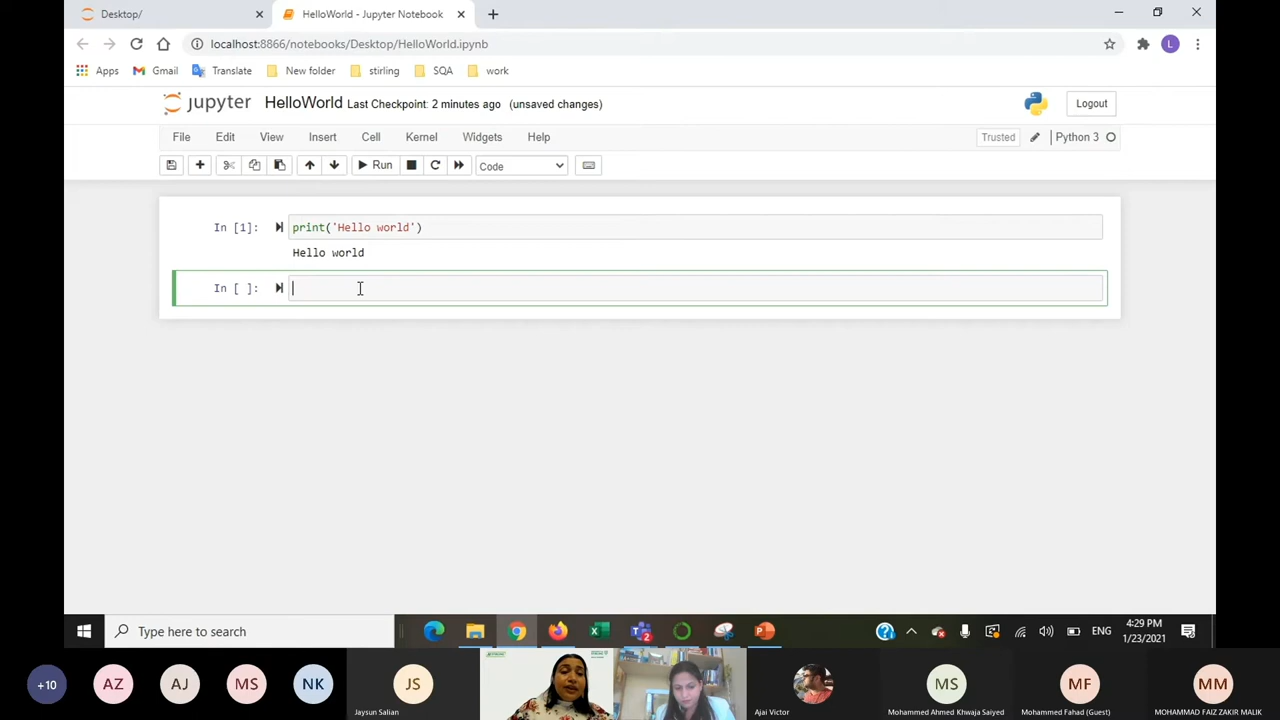 Desktop/
HelloWorld - Jupyter Notebook
localhost:8866/notebooks/Desktop/HelloWorld.ipynb
Apps Gmail Translate New folder stirling SQA work
jupyter HelloWorld Last Checkpoint: 2 minutes ago (unsaved changes) Logout
File Edit View Insert Cell Kernel Widgets Help Trusted Python 3
Run Code
In [1]: print('Hello world')
Hello world
In [ ]:
Type here to search
2
ENG
4:29 PM
1/23/2021
+10 AZ AJ MS NK JS MS MF MM
Jaysun Salian
Ajai Victor
Mohammed Ahmed Khwaja Saiyed
Mohammed Fahad (Guest)
MOHAMMAD FAIZ ZAKIR MALIK
L